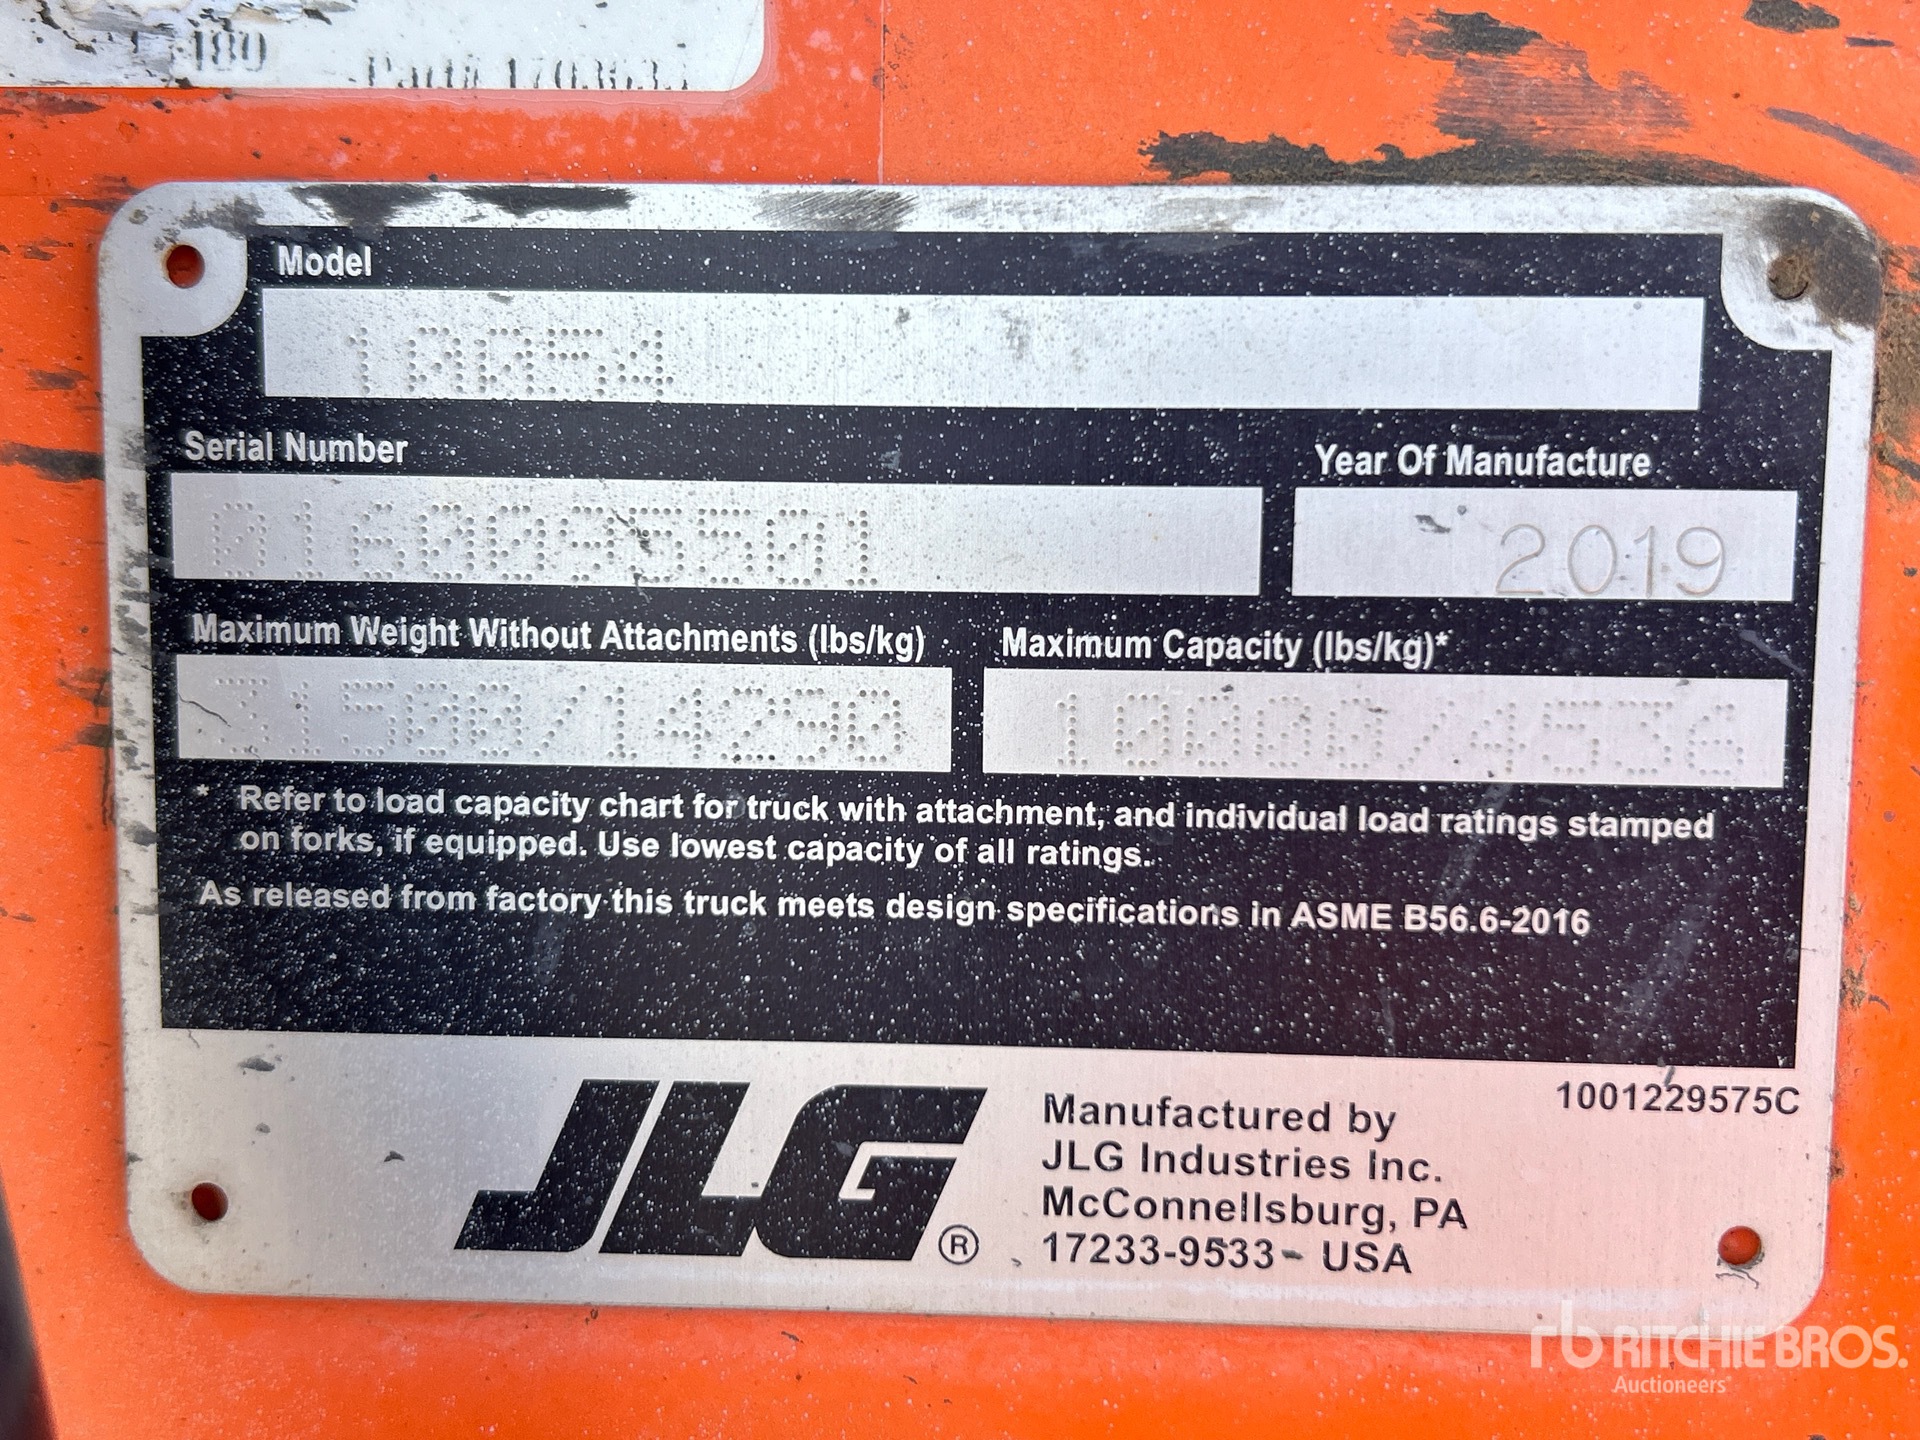 Model
10054
Serial Number
Year Of Manufacture
0160095501
2019
Maximum Weight Without Attachments (lbs/kg)
Maximum Capacity (lbs/kg)*
31500/14290
10000/4536
* Refer to load capacity chart for truck with attachment, and individual load ratings stamped
on forks, if equipped. Use lowest capacity of all ratings.
As released from factory this truck meets design specifications in ASME B56.6-2016
1001229575C
JLG®
Manufactured by
JLG Industries Inc.
McConnellsburg, PA
17233-9533 - USA
rb RITCHIE BROS.
Auctioneers